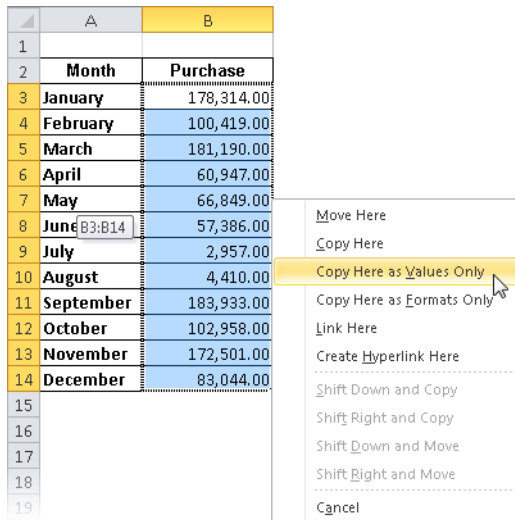 A B
1
2 Month Purchase
3 January 178,314.00
4 February 100,419.00
5 March 181,190.00
6 April 60,947.00
7 May 66,849.00
8 June B3:B14 57,386.00
9 July 2,957.00
10 August 4,410.00
11 September 183,933.00
12 October 102,958.00
13 November 172,501.00
14 December 83,044.00
15
16
17
18
19
Move Here
Copy Here
Copy Here as Values Only
Copy Here as Formats Only
Link Here
Create Hyperlink Here
Shift Down and Copy
Shift Right and Copy
Shift Down and Move
Shift Right and Move
Cancel